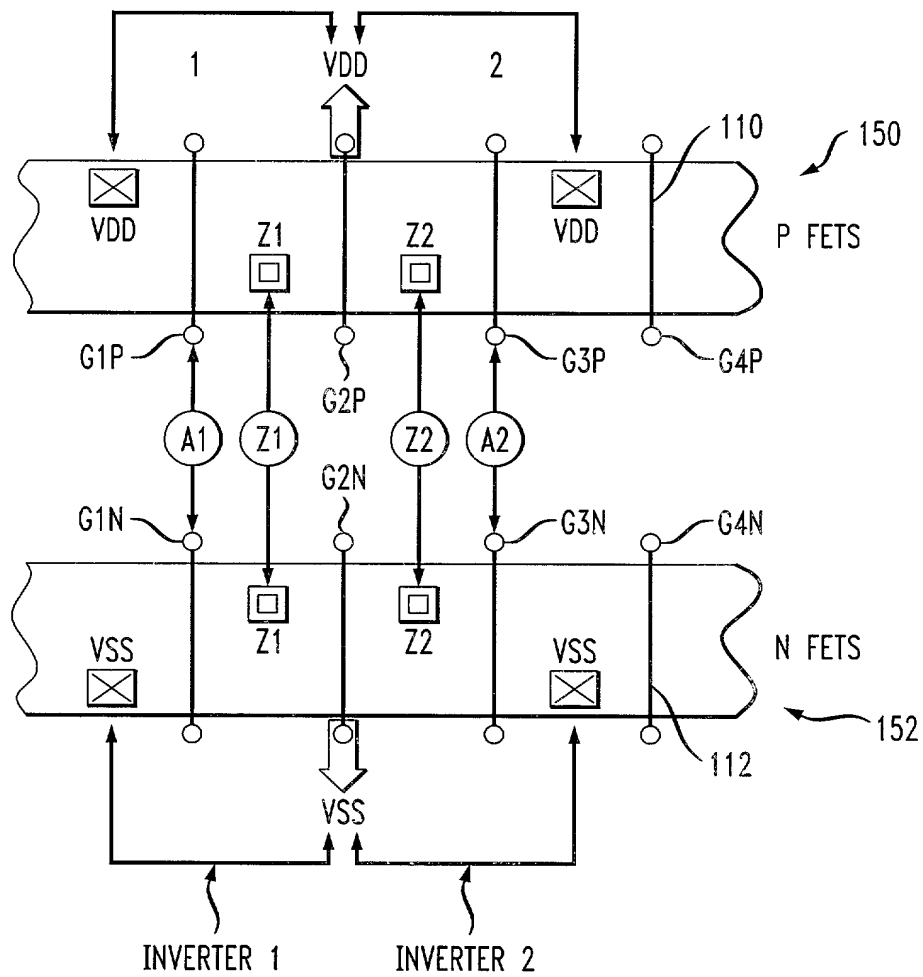 1 VDD 2
110
150
VDD VDD
P FETS
Z1 Z2
G1P G2P G3P G4P
A1 Z1 Z2 A2
G1N G2N G3N G4N
Z1 Z2
VSS VSS
N FETS
152
112
VSS
INVERTER 1 INVERTER 2